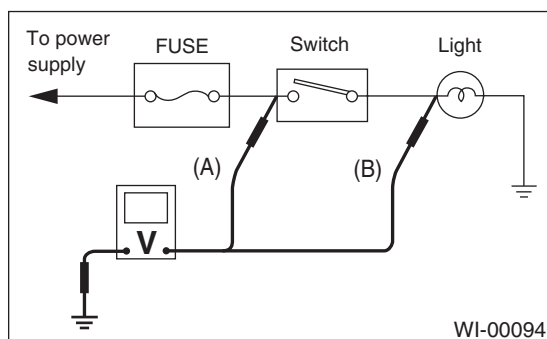 To power
supply
FUSE
Switch
Light
(A)
(B)
V
WI-00094